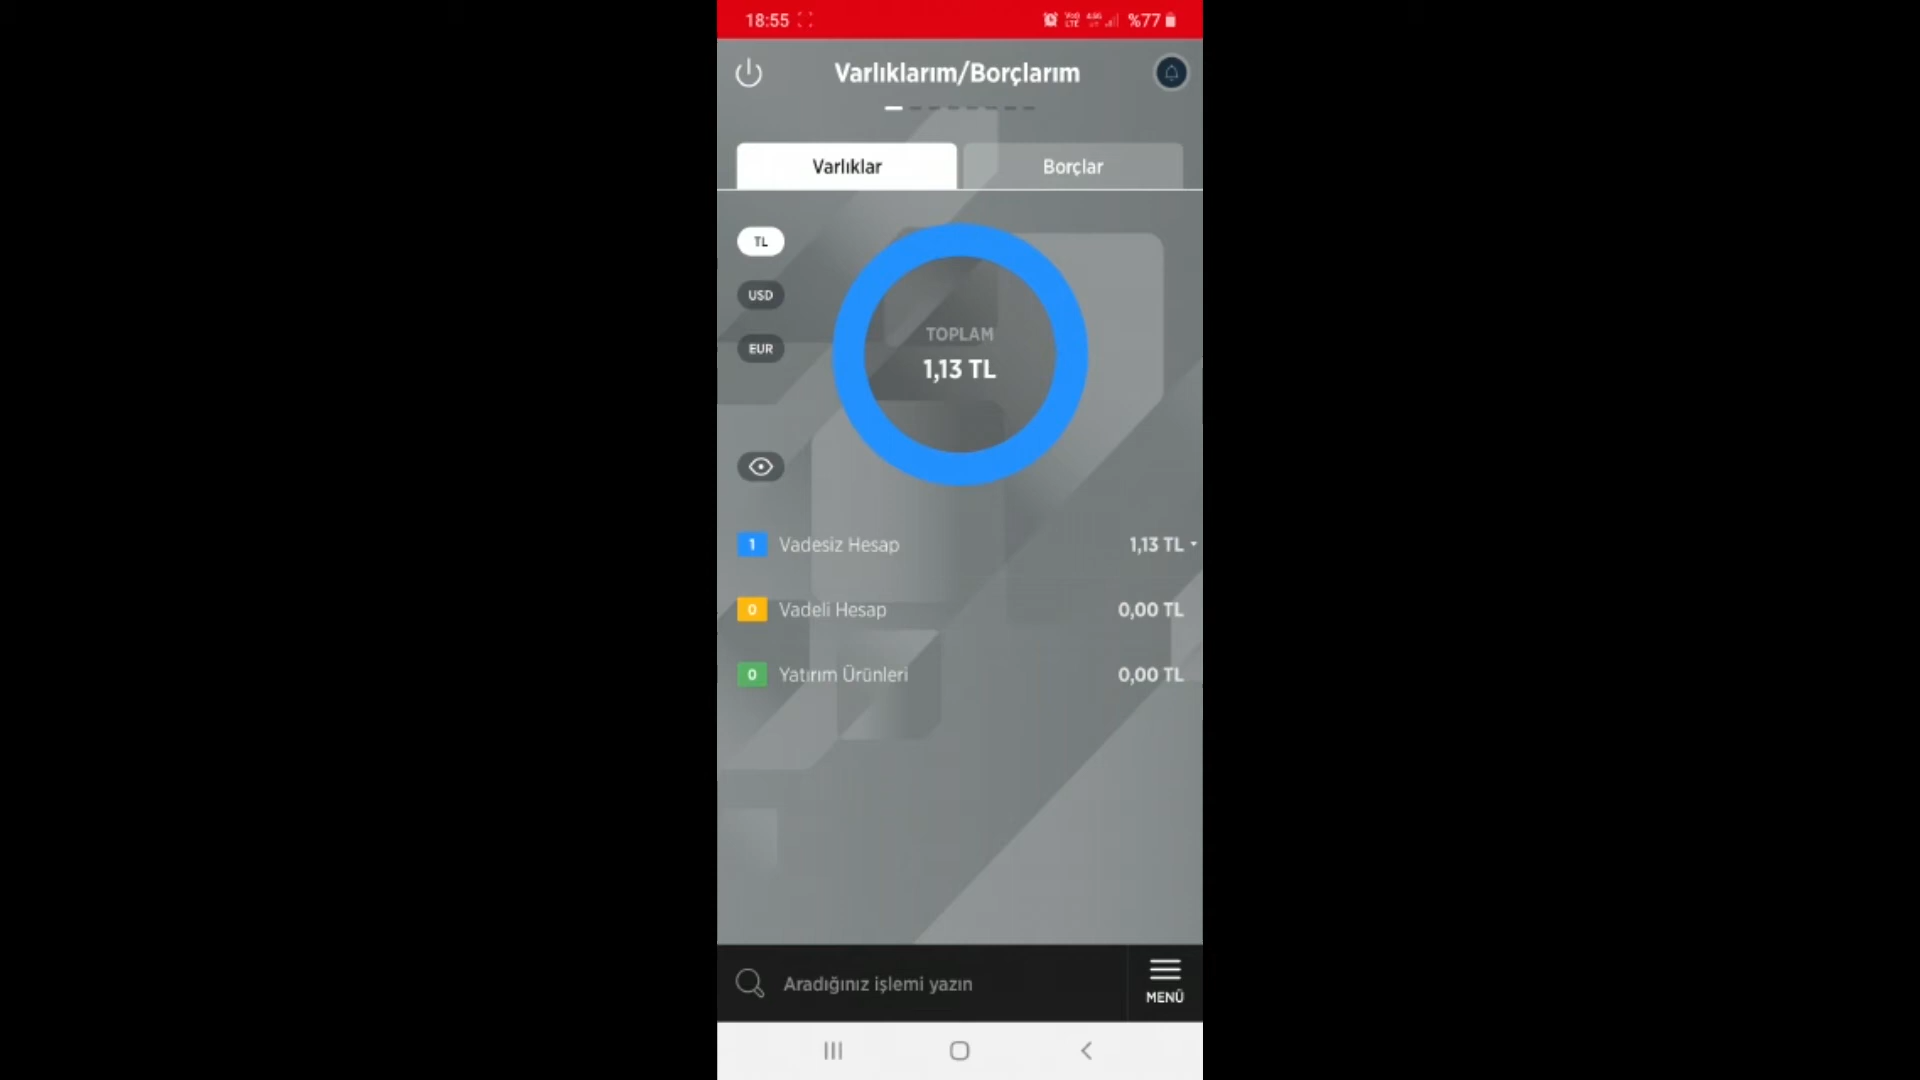 18:55
%77
Varlıklarım/Borçlarım
Varlıklar
Borçlar
TL
USD
EUR
TOPLAM
1,13 TL
1 Vadesiz Hesap 1,13 TL
0 Vadeli Hesap 0,00 TL
0 Yatırım Ürünleri 0,00 TL
Aradığınız işlemi yazın
MENÜ